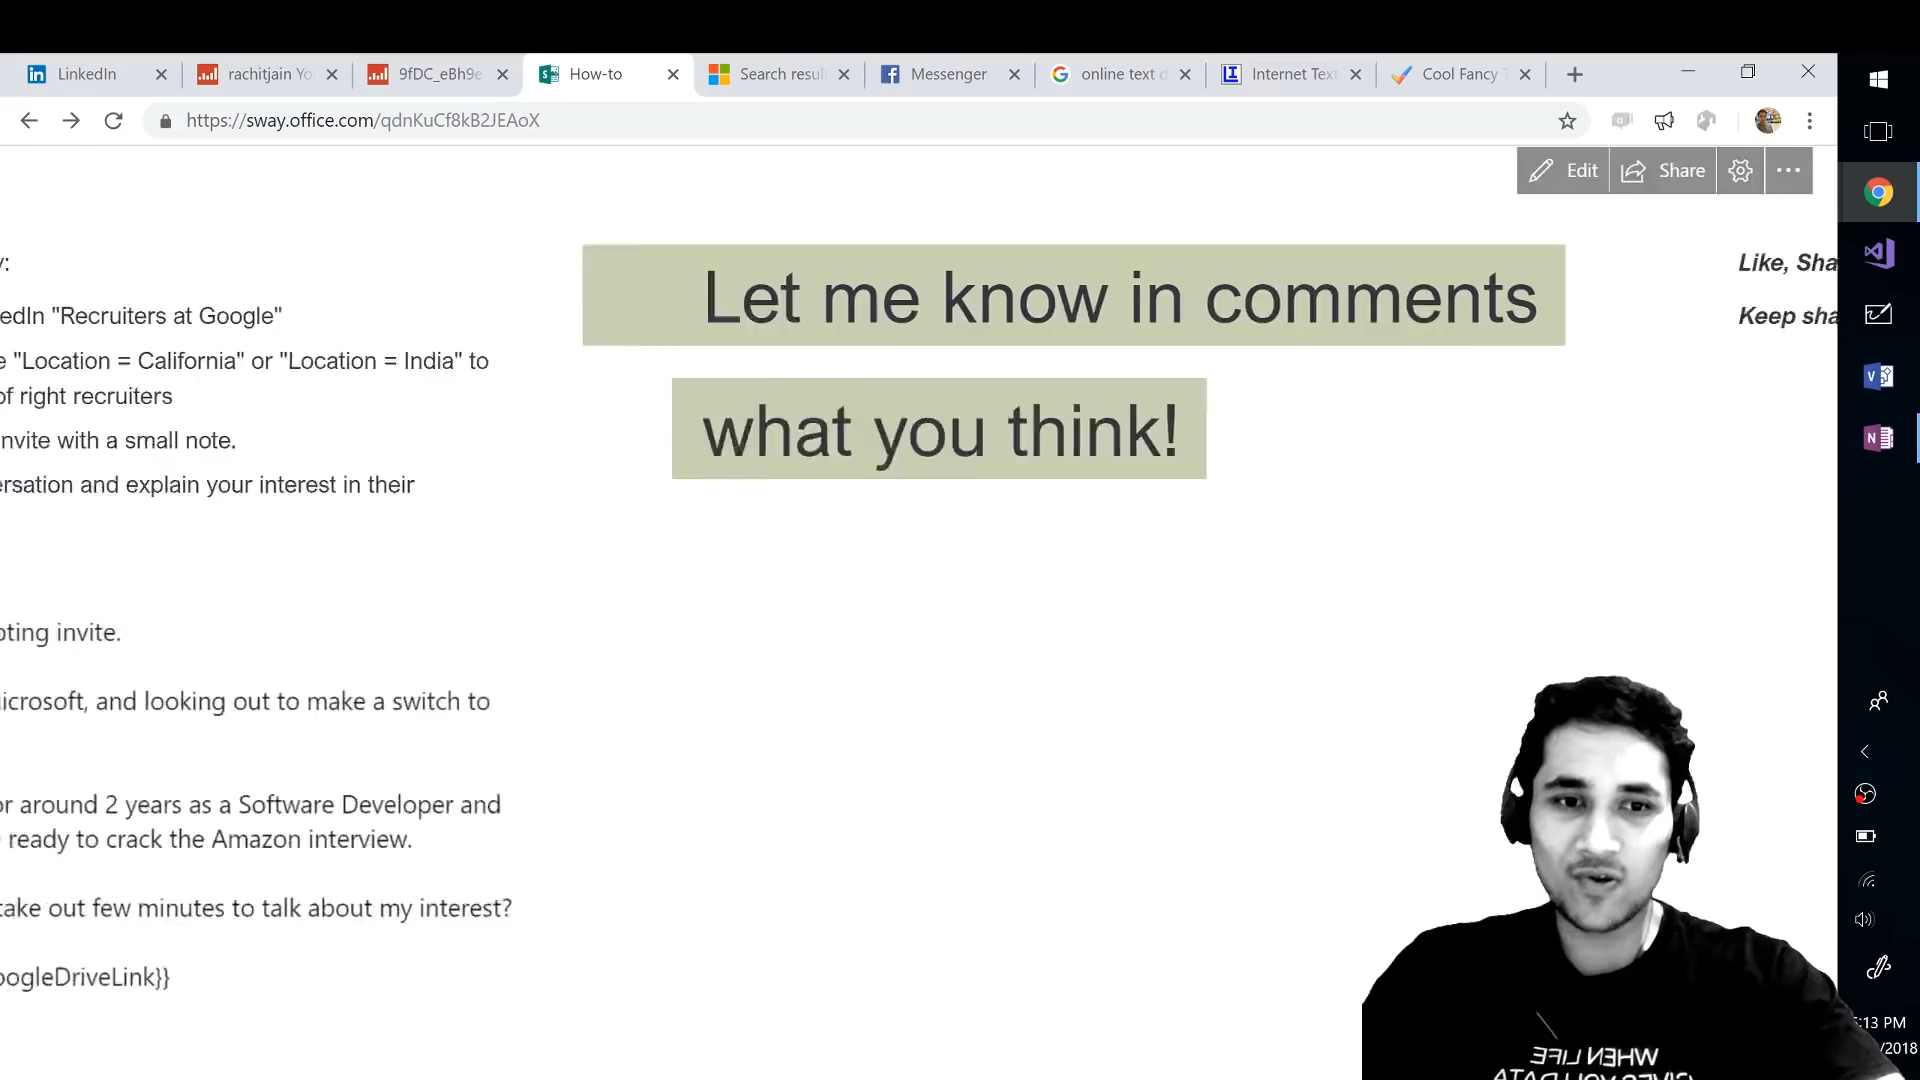 LinkedIn
rachitjain Yo
9fDC_eBh9e
How-to
Search resul
Messenger
online text
Internet Text
Cool Fancy
https://sway.office.com/qdnKuCf8kB2JEAoX
Edit
Share
y:
edIn "Recruiters at Google"
e "Location = California" or "Location = India" to
of right recruiters
nvite with a small note.
ersation and explain your interest in their
pting invite.
icrosoft, and looking out to make a switch to
or around 2 years as a Software Developer and
ready to crack the Amazon interview.
take out few minutes to talk about my interest?
oogleDriveLink}}
Let me know in comments
what you think!
Like, Sha
Keep sha
WHEN LIFE
GIVES YOU DATA
:13 PM
/2018